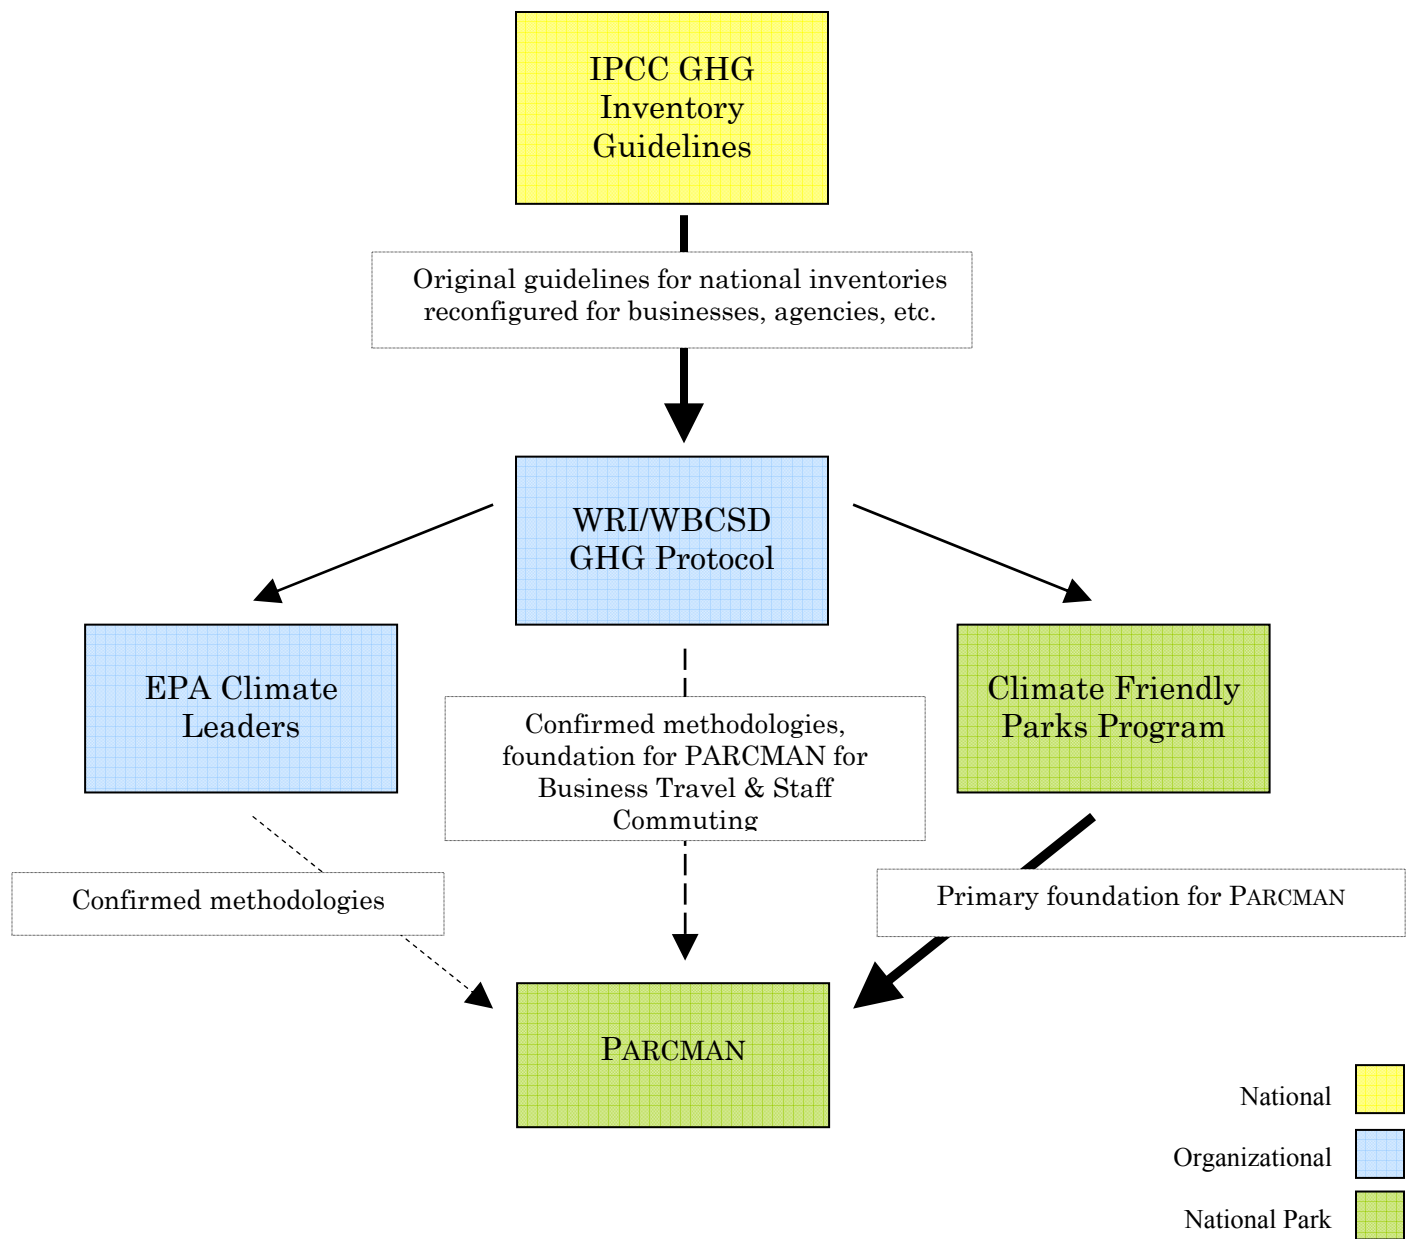 IPCC GHG
Inventory
Guidelines
Original guidelines for national inventories
reconfigured for businesses, agencies, etc.
WRI/WBCSD
GHG Protocol
EPA Climate
Leaders
Confirmed methodologies,
foundation for PARCMAN for
Business Travel & Staff
Commuting
Climate Friendly
Parks Program
Confirmed methodologies
Primary foundation for PARCMAN
PARCMAN
National
Organizational
National Park